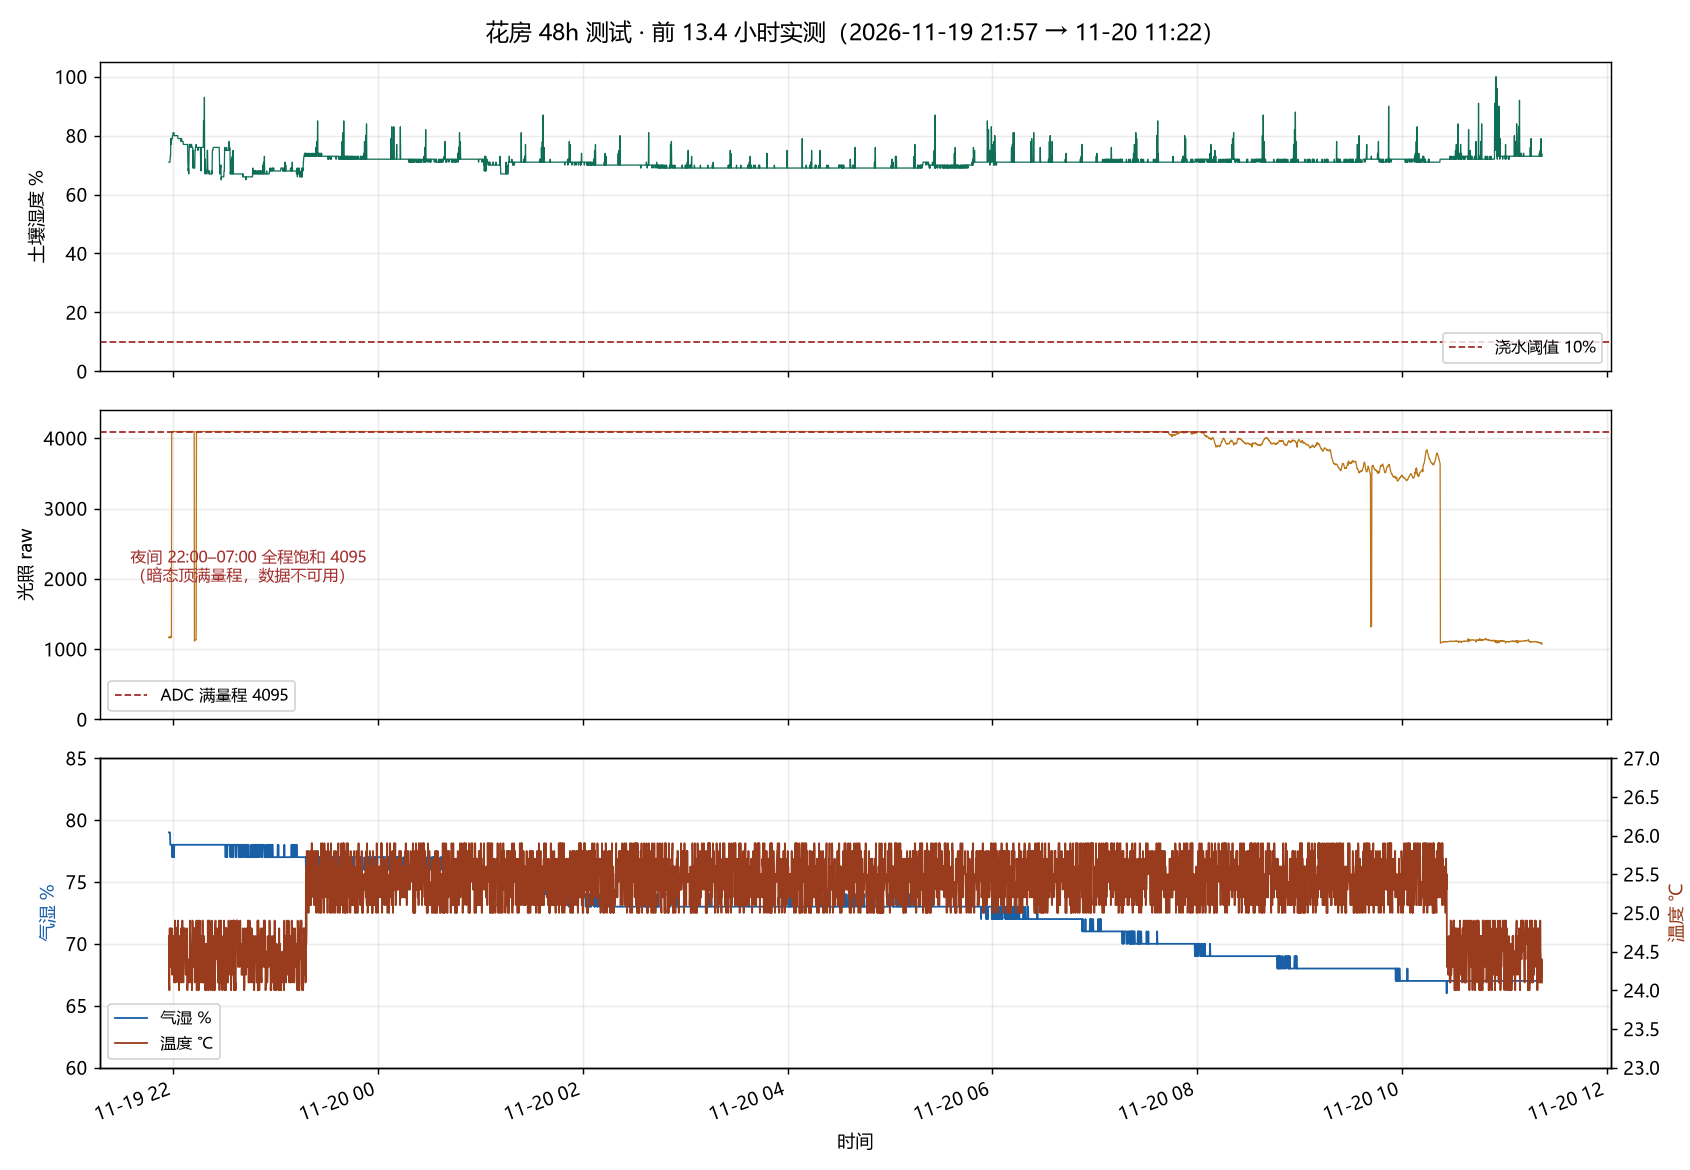 花房 48h 测试 · 前 13.4 小时实测（2026-11-19 21:57 → 11-20 11:22）
100
80
60
40
20
0
土壤湿度 %
浇水阈值 10%
4000
3000
2000
1000
0
光照 raw
夜间 22:00–07:00 全程饱和 4095
（暗态顶满量程，数据不可用）
ADC 满量程 4095
85
80
75
70
65
60
气湿 %
27.0
26.5
26.0
25.5
25.0
24.5
24.0
23.5
23.0
温度 ℃
气湿 %
温度 ℃
11-19 22
11-20 00
11-20 02
11-20 04
11-20 06
11-20 08
11-20 10
11-20 12
时间